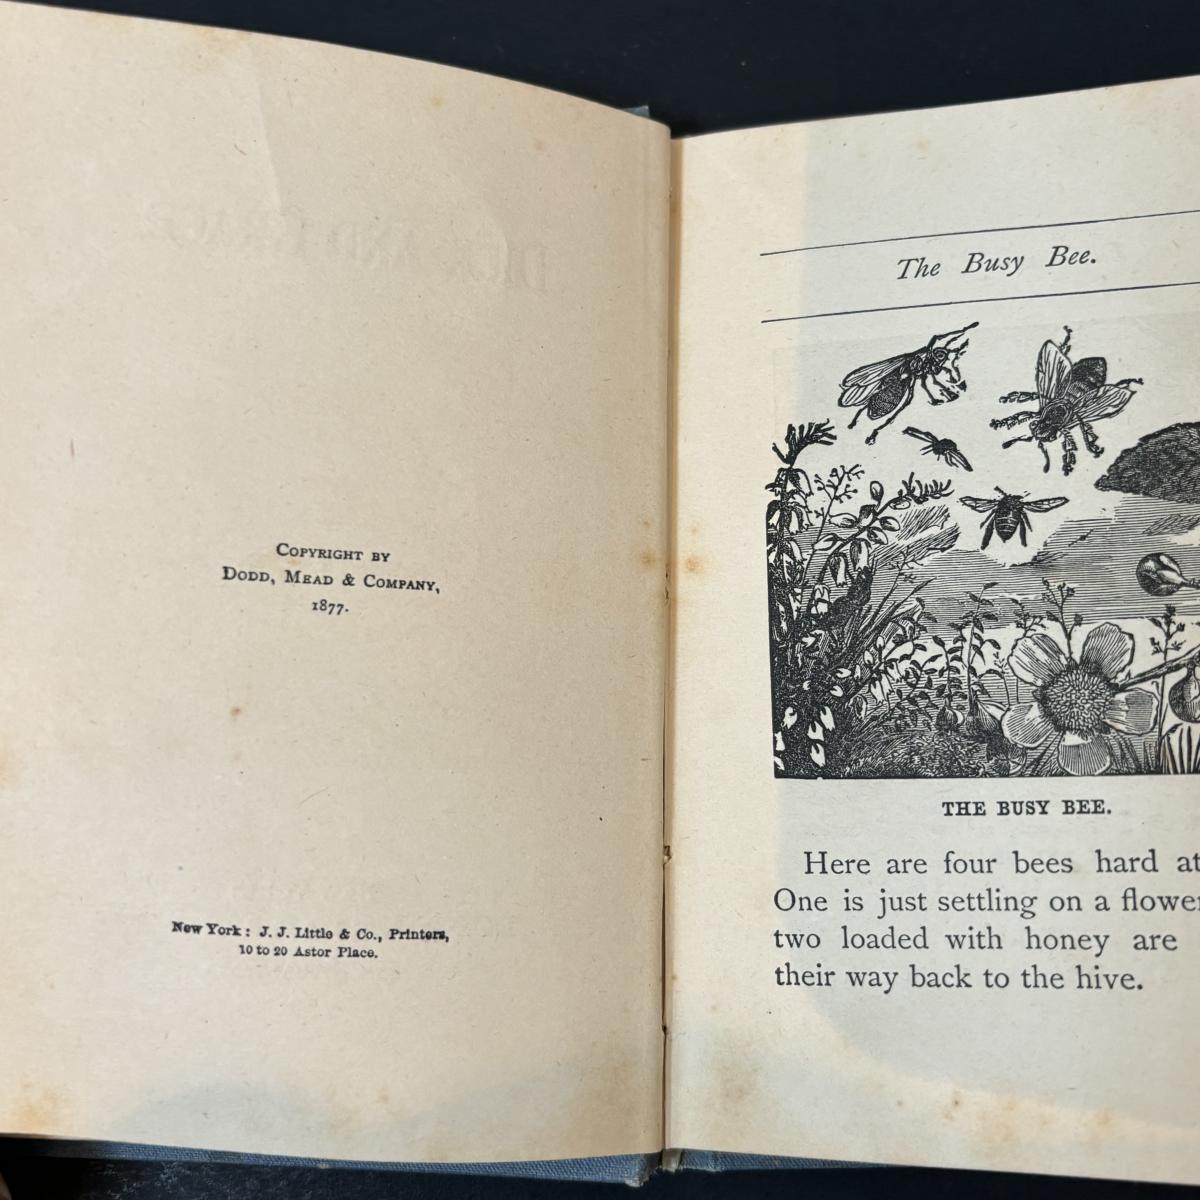 COPYRIGHT BY
DODD, MEAD & COMPANY,
1877.
New York: J. J. Little & Co., Printers,
10 to 20 Astor Place.
The Busy Bee.
THE BUSY BEE.
Here are four bees hard at
One is just settling on a flower
two loaded with honey are
their way back to the hive.